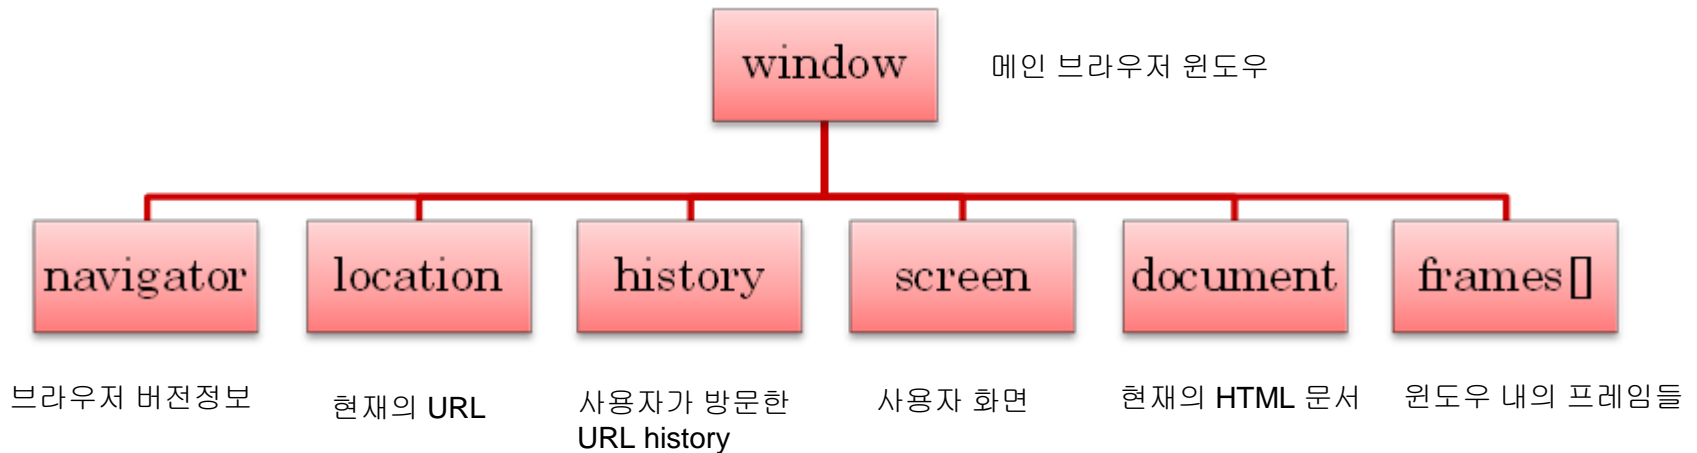 window
메인 브라우저 윈도우
navigator
location
history
screen
document
frames[]
브라우저 버전정보
현재의 URL
사용자가 방문한
URL history
사용자 화면
현재의 HTML 문서
윈도우 내의 프레임들